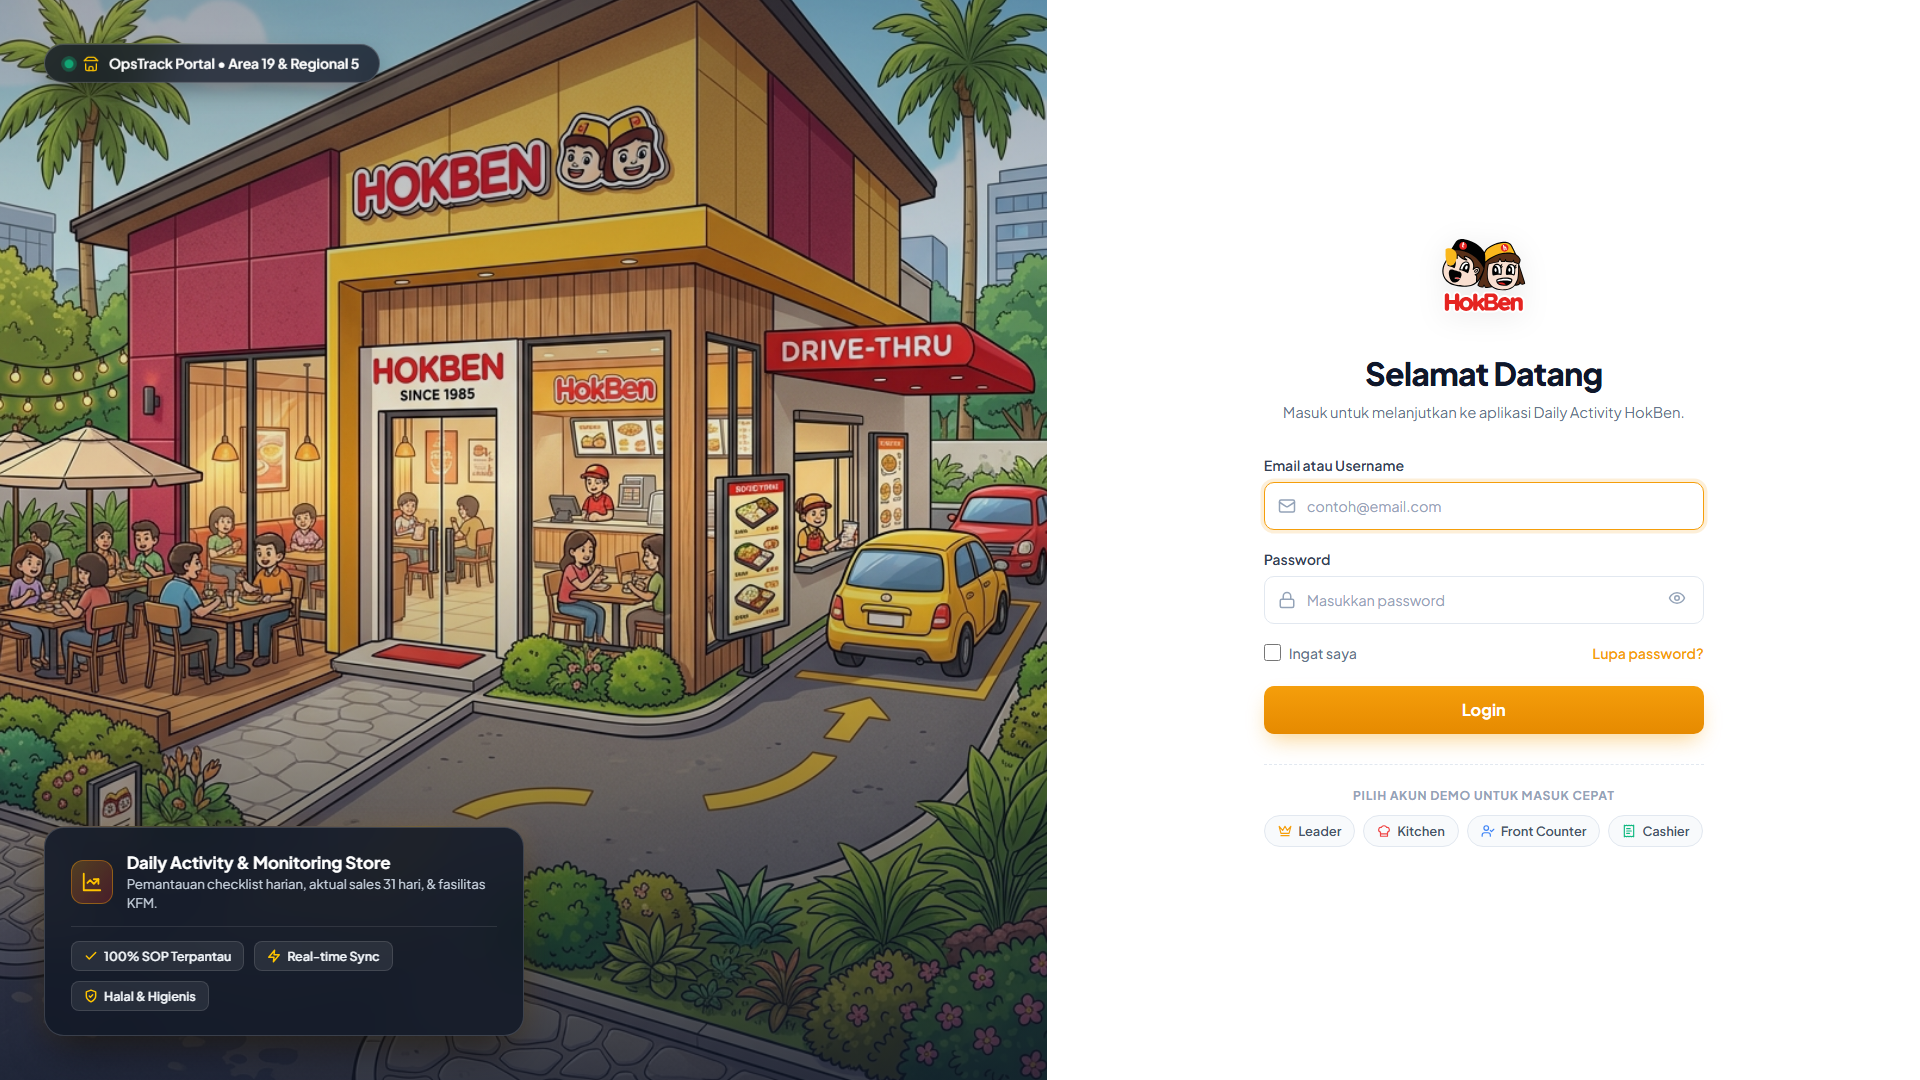 OpsTrack Portal • Area 19 & Regional 5
HOKBEN
DRIVE-THRU
HOKBEN
SINCE 1985
HokBen
Daily Activity & Monitoring Store
Pemantauan checklist harian, aktual sales 31 hari, & fasilitas
KFM.
100% SOP Terpantau
Real-time Sync
Halal & Higienis
HokBen
Selamat Datang
Masuk untuk melanjutkan ke aplikasi Daily Activity HokBen.
Email atau Username
contoh@email.com
Password
Masukkan password
Ingat saya
Lupa password?
Login
PILIH AKUN DEMO UNTUK MASUK CEPAT
Leader
Kitchen
Front Counter
Cashier